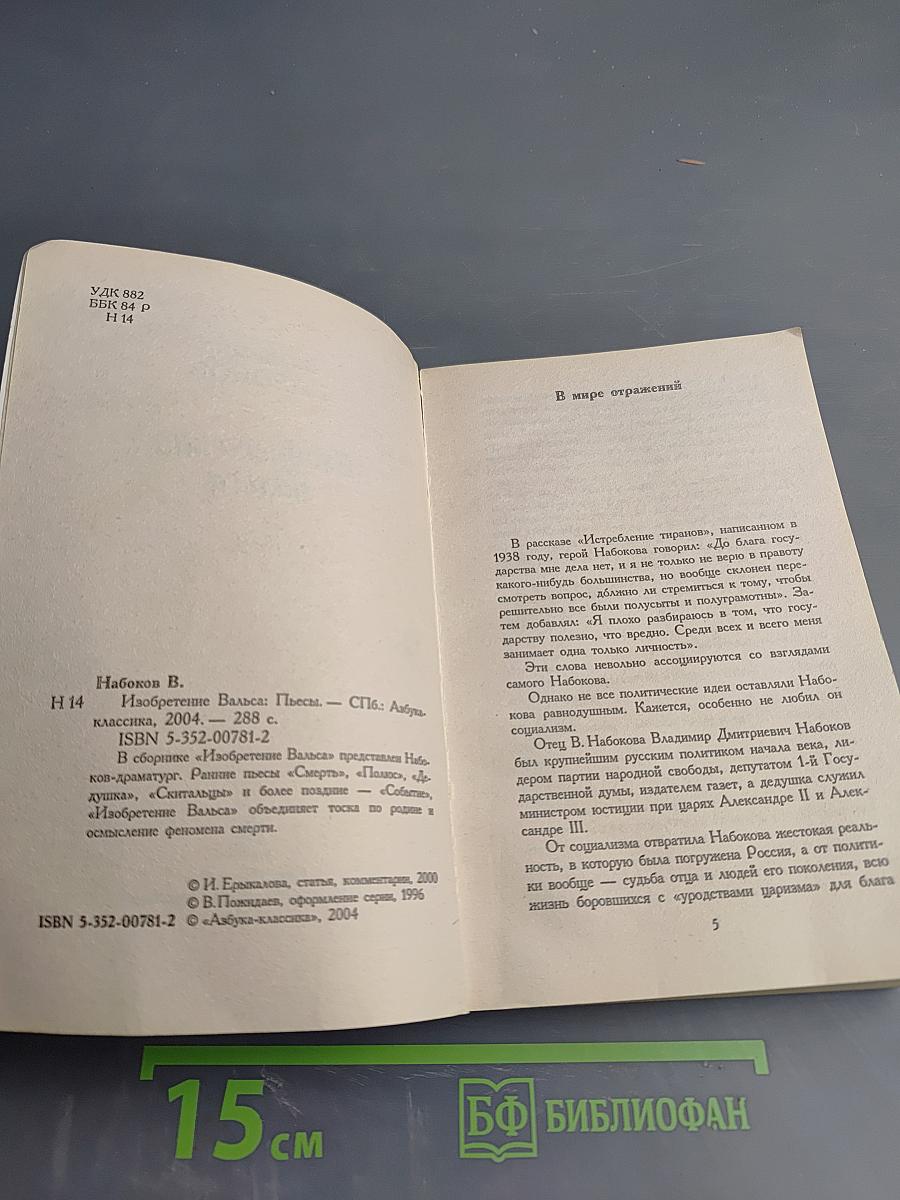 УДК 882
ББК 84 Р
Н 14
Набоков В.
Н 14 Изобретение Вальса: Пьесы. — СПб.: Азбука-
классика, 2004. — 288 с.
ISBN 5-352-00781-2
В сборнике «Изобретение Вальса» представлен Набо-
ков-драматург. Ранние пьесы «Смерть», «Полюс», «Де-
душка», «Скитальцы» и более поздние — «Событие»,
«Изобретение Вальса» объединяет тоска по родине и
осмысление феномена смерти.
© И. Ерыкалова, статья, комментарии, 2000
© В. Пожидаев, оформление серии, 1996
ISBN 5-352-00781-2 © «Азбука-классика», 2004
В мире отражений
В рассказе «Истребление тиранов», написанном в
1938 году, герой Набокова говорил: «До блага госу-
дарства мне дела нет, и я не только не верю в правоту
какого-нибудь большинства, но вообще склонен пере-
смотреть вопрос, до́лжно ли стремиться к тому, чтобы
решительно все были полусыты и полуграмотны». За-
тем добавлял: «Я плохо разбираюсь в том, что госу-
дарству полезно, что вредно. Среди всех и всего меня
занимает одна только личность».
Эти слова невольно ассоциируются со взглядами
самого Набокова.
Однако не все политические идеи оставляли Набо-
кова равнодушным. Кажется, особенно не любил он
социализм.
Отец В. Набокова Владимир Дмитриевич Набоков
был крупнейшим русским политиком начала века, ли-
дером партии народной свободы, депутатом 1-й Госу-
дарственной думы, издателем газет, а дедушка служил
министром юстиции при царях Александре II и Алек-
сандре III.
От социализма отвратила Набокова жестокая реаль-
ность, в которую была погружена Россия, а от полити-
ки вообще — судьба отца и людей его поколения, всю
жизнь боровшихся с «уродствами царизма» для блага
5
15 см
БФ БИБЛИОФАН